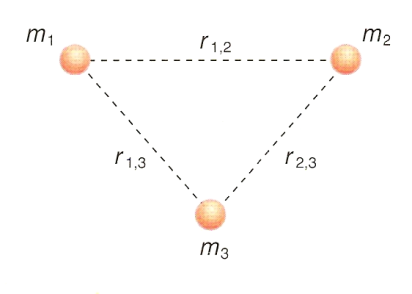 m₁
r₁,₂
m₂
r₁,₃
r₂,₃
m₃